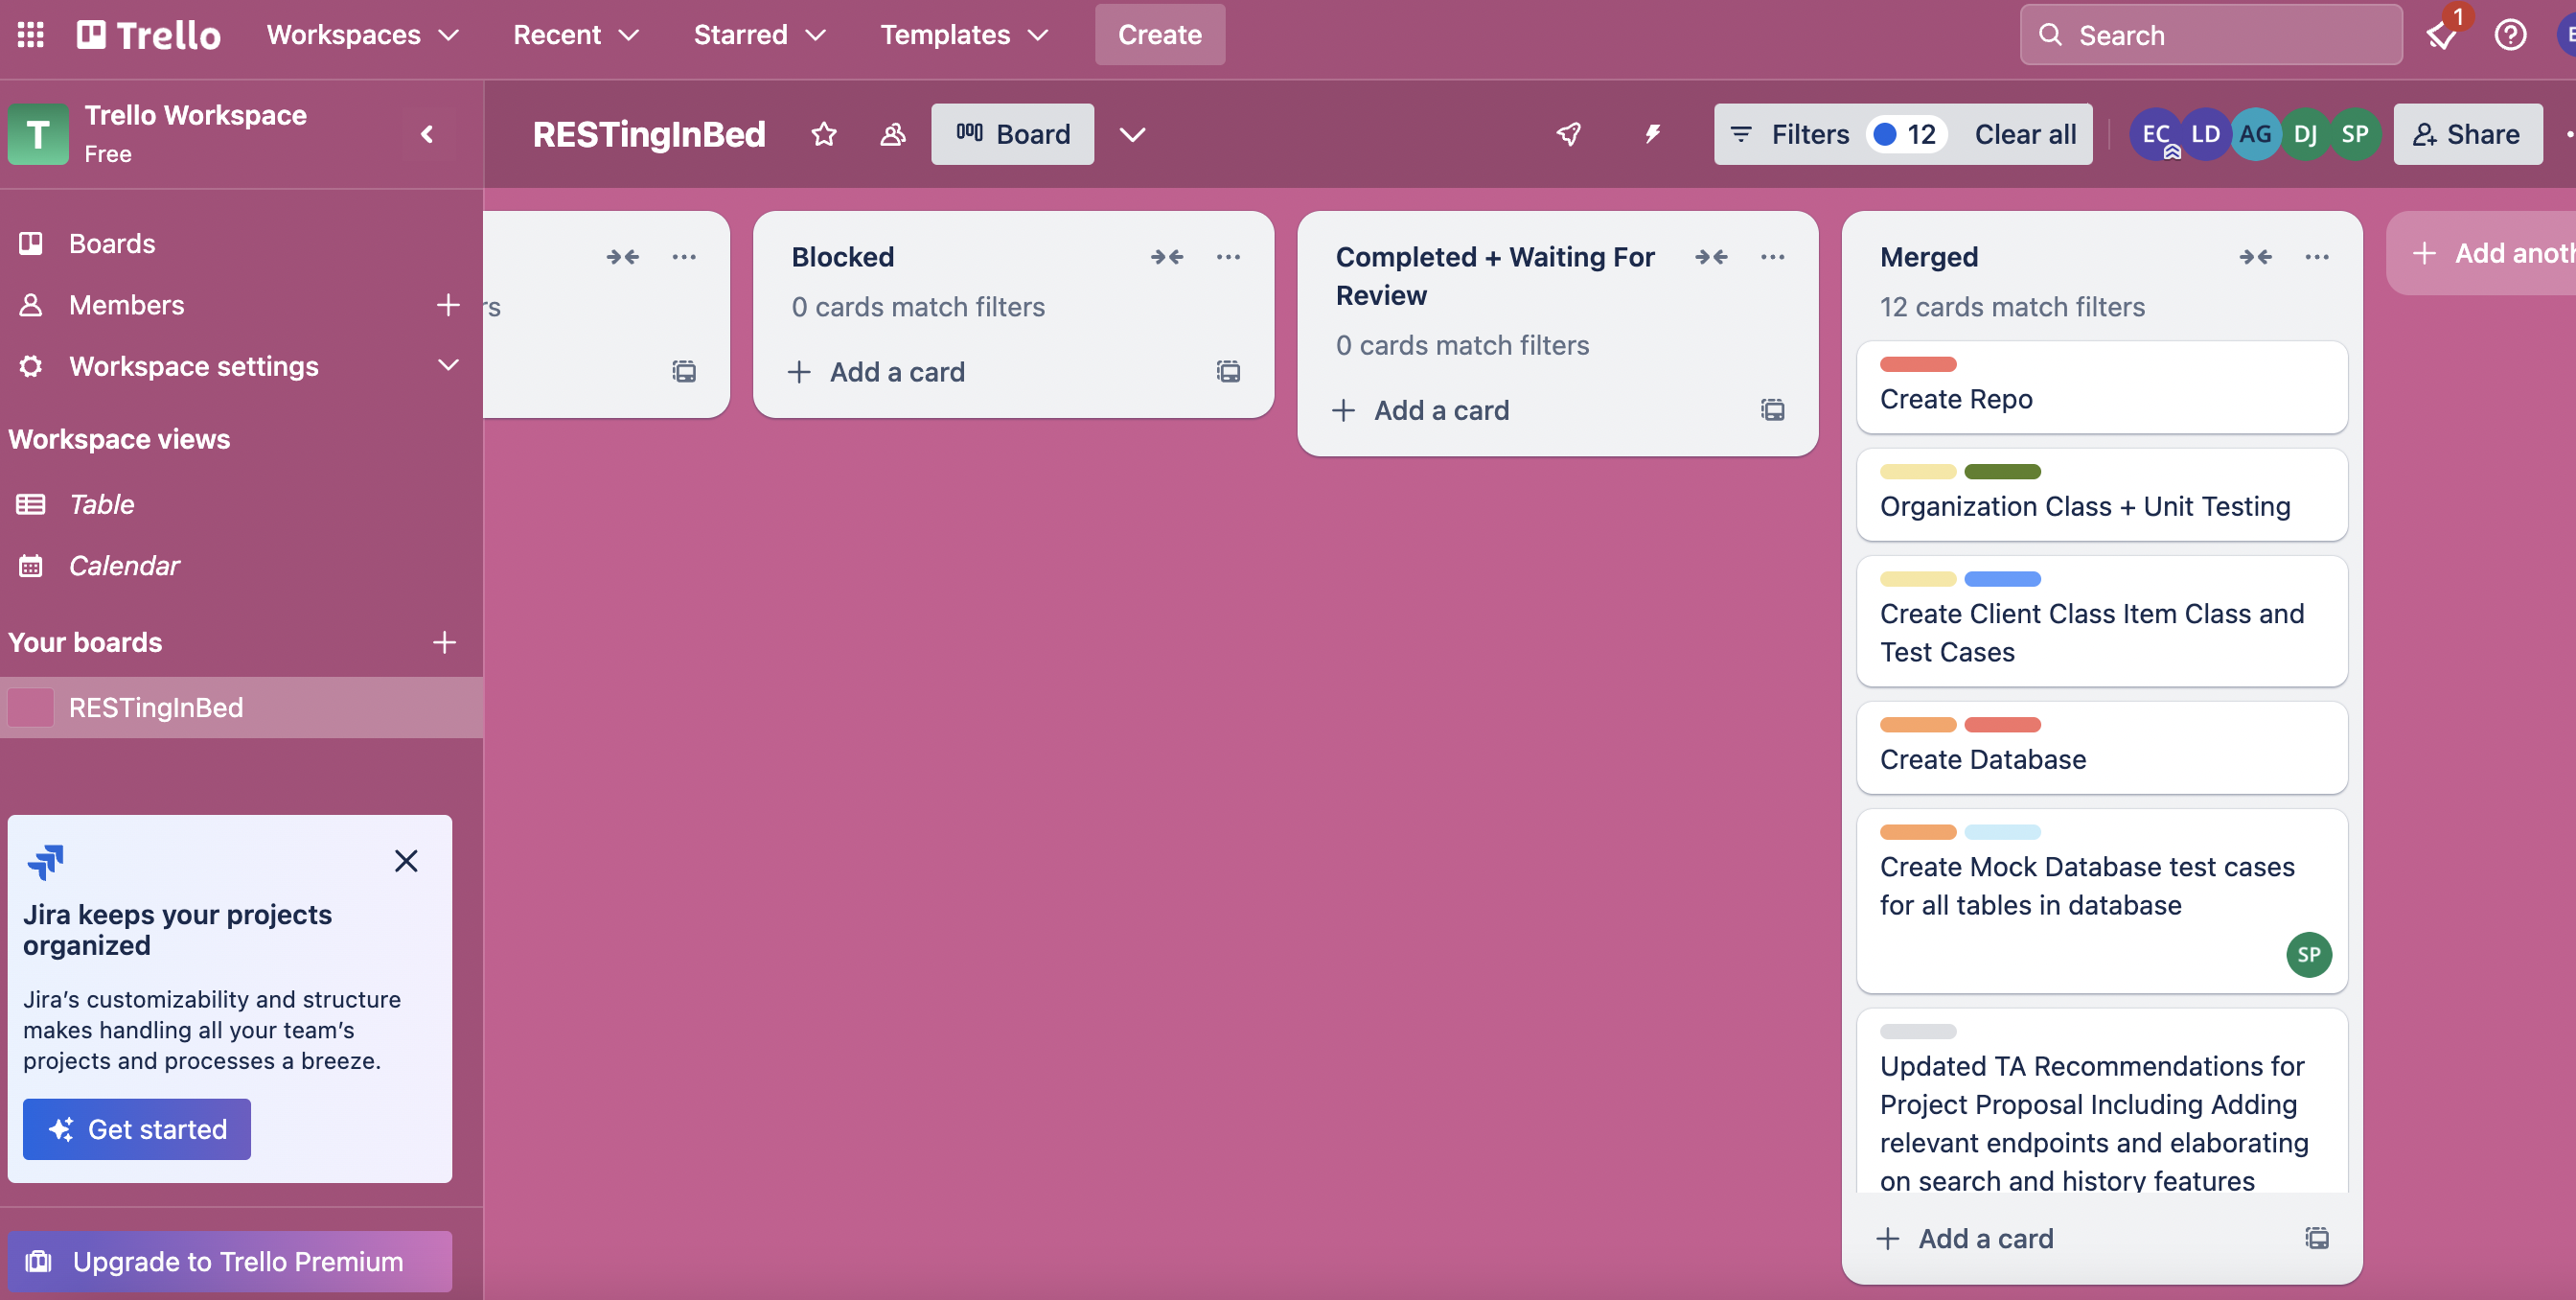 Trello
Workspaces
Recent
Starred
Templates
Create
Search
1
T
Trello Workspace
Free
RESTingInBed
Board
Filters
12
Clear all
EC
LD
AG
DJ
SP
Share
Boards
Members
Workspace settings
Workspace views
Table
Calendar
Your boards
RESTingInBed
Jira keeps your projects
organized
Jira's customizability and structure
makes handling all your team's
projects and processes a breeze.
Get started
Upgrade to Trello Premium
Blocked
0 cards match filters
Add a card
Completed + Waiting For
Review
0 cards match filters
Add a card
Merged
12 cards match filters
Create Repo
Organization Class + Unit Testing
Create Client Class Item Class and
Test Cases
Create Database
Create Mock Database test cases
for all tables in database
SP
Updated TA Recommendations for
Project Proposal Including Adding
relevant endpoints and elaborating
on search and history features
Add a card
Add